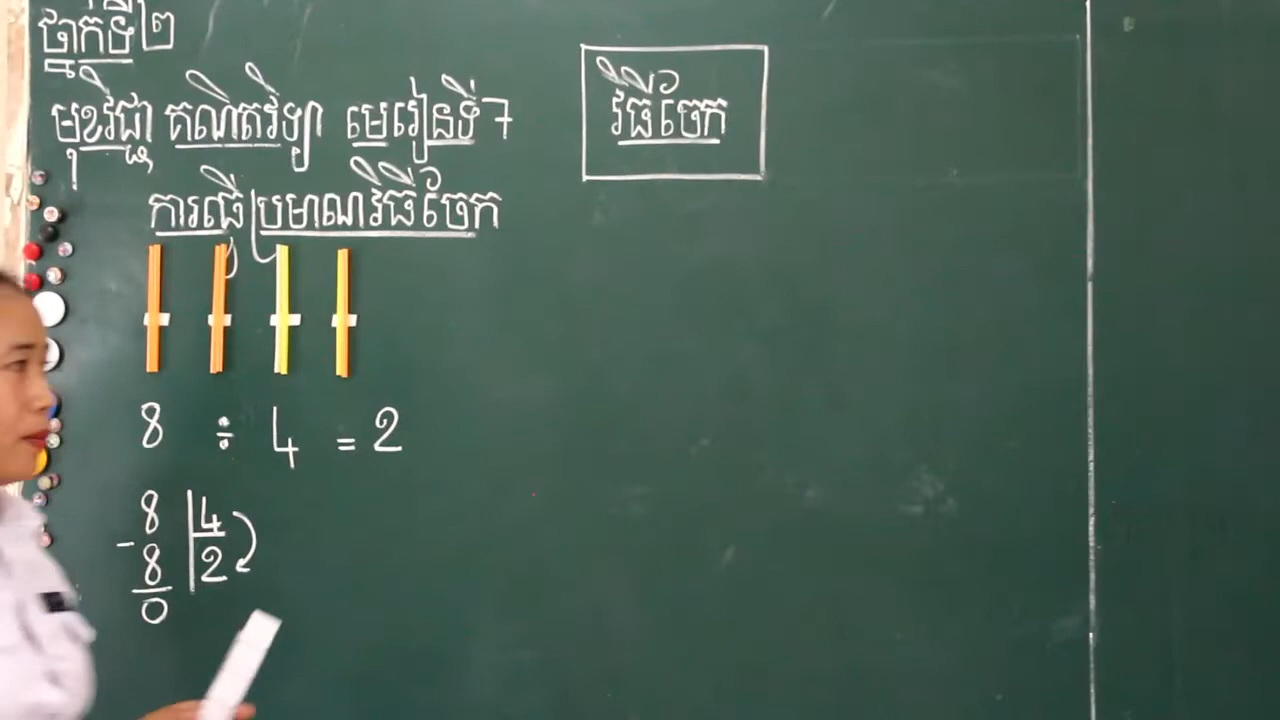 ថ្នាក់ទី២
មុខវិជ្ជា គណិតវិទ្យា មេរៀនទី 7
ការធ្វើប្រមាណវិធីចែក
វិធីចែក
8 ÷ 4 = 2
8 4
- 8 2
0